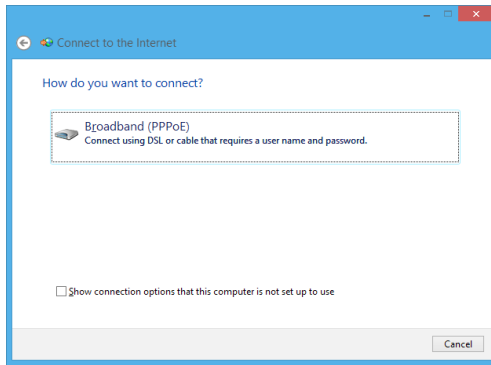 Connect to the Internet
How do you want to connect?
Broadband (PPPoE)
Connect using DSL or cable that requires a user name and password.
Show connection options that this computer is not set up to use
Cancel